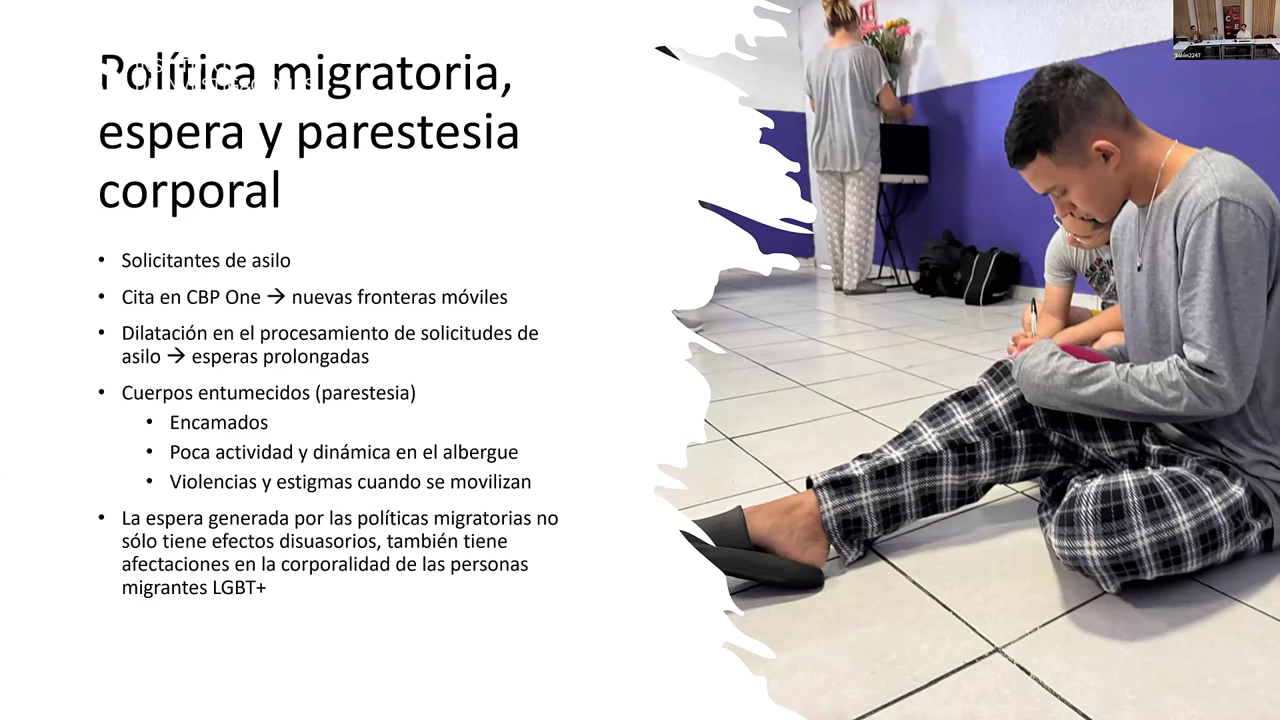 Política migratoria,
espera y parestesia
corporal
• Solicitantes de asilo
• Cita en CBP One → nuevas fronteras móviles
• Dilatación en el procesamiento de solicitudes de
asilo → esperas prolongadas
• Cuerpos entumecidos (parestesia)
• Encamados
• Poca actividad y dinámica en el albergue
• Violencias y estigmas cuando se movilizan
• La espera generada por las políticas migratorias no
sólo tiene efectos disuasorios, también tiene
afectaciones en la corporalidad de las personas
migrantes LGBT+
Salón2247